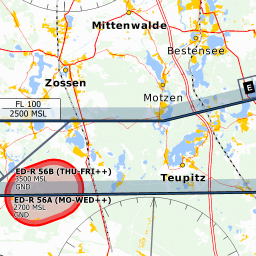 Mittenwalde
Bestensee
Zossen
E
Motzen
FL 100
2500 MSL
ED-R 56B (THU-FRI++)
3500 MSL
GND
Teupitz
ED-R 56A (MO-WED++)
2700 MSL
GND